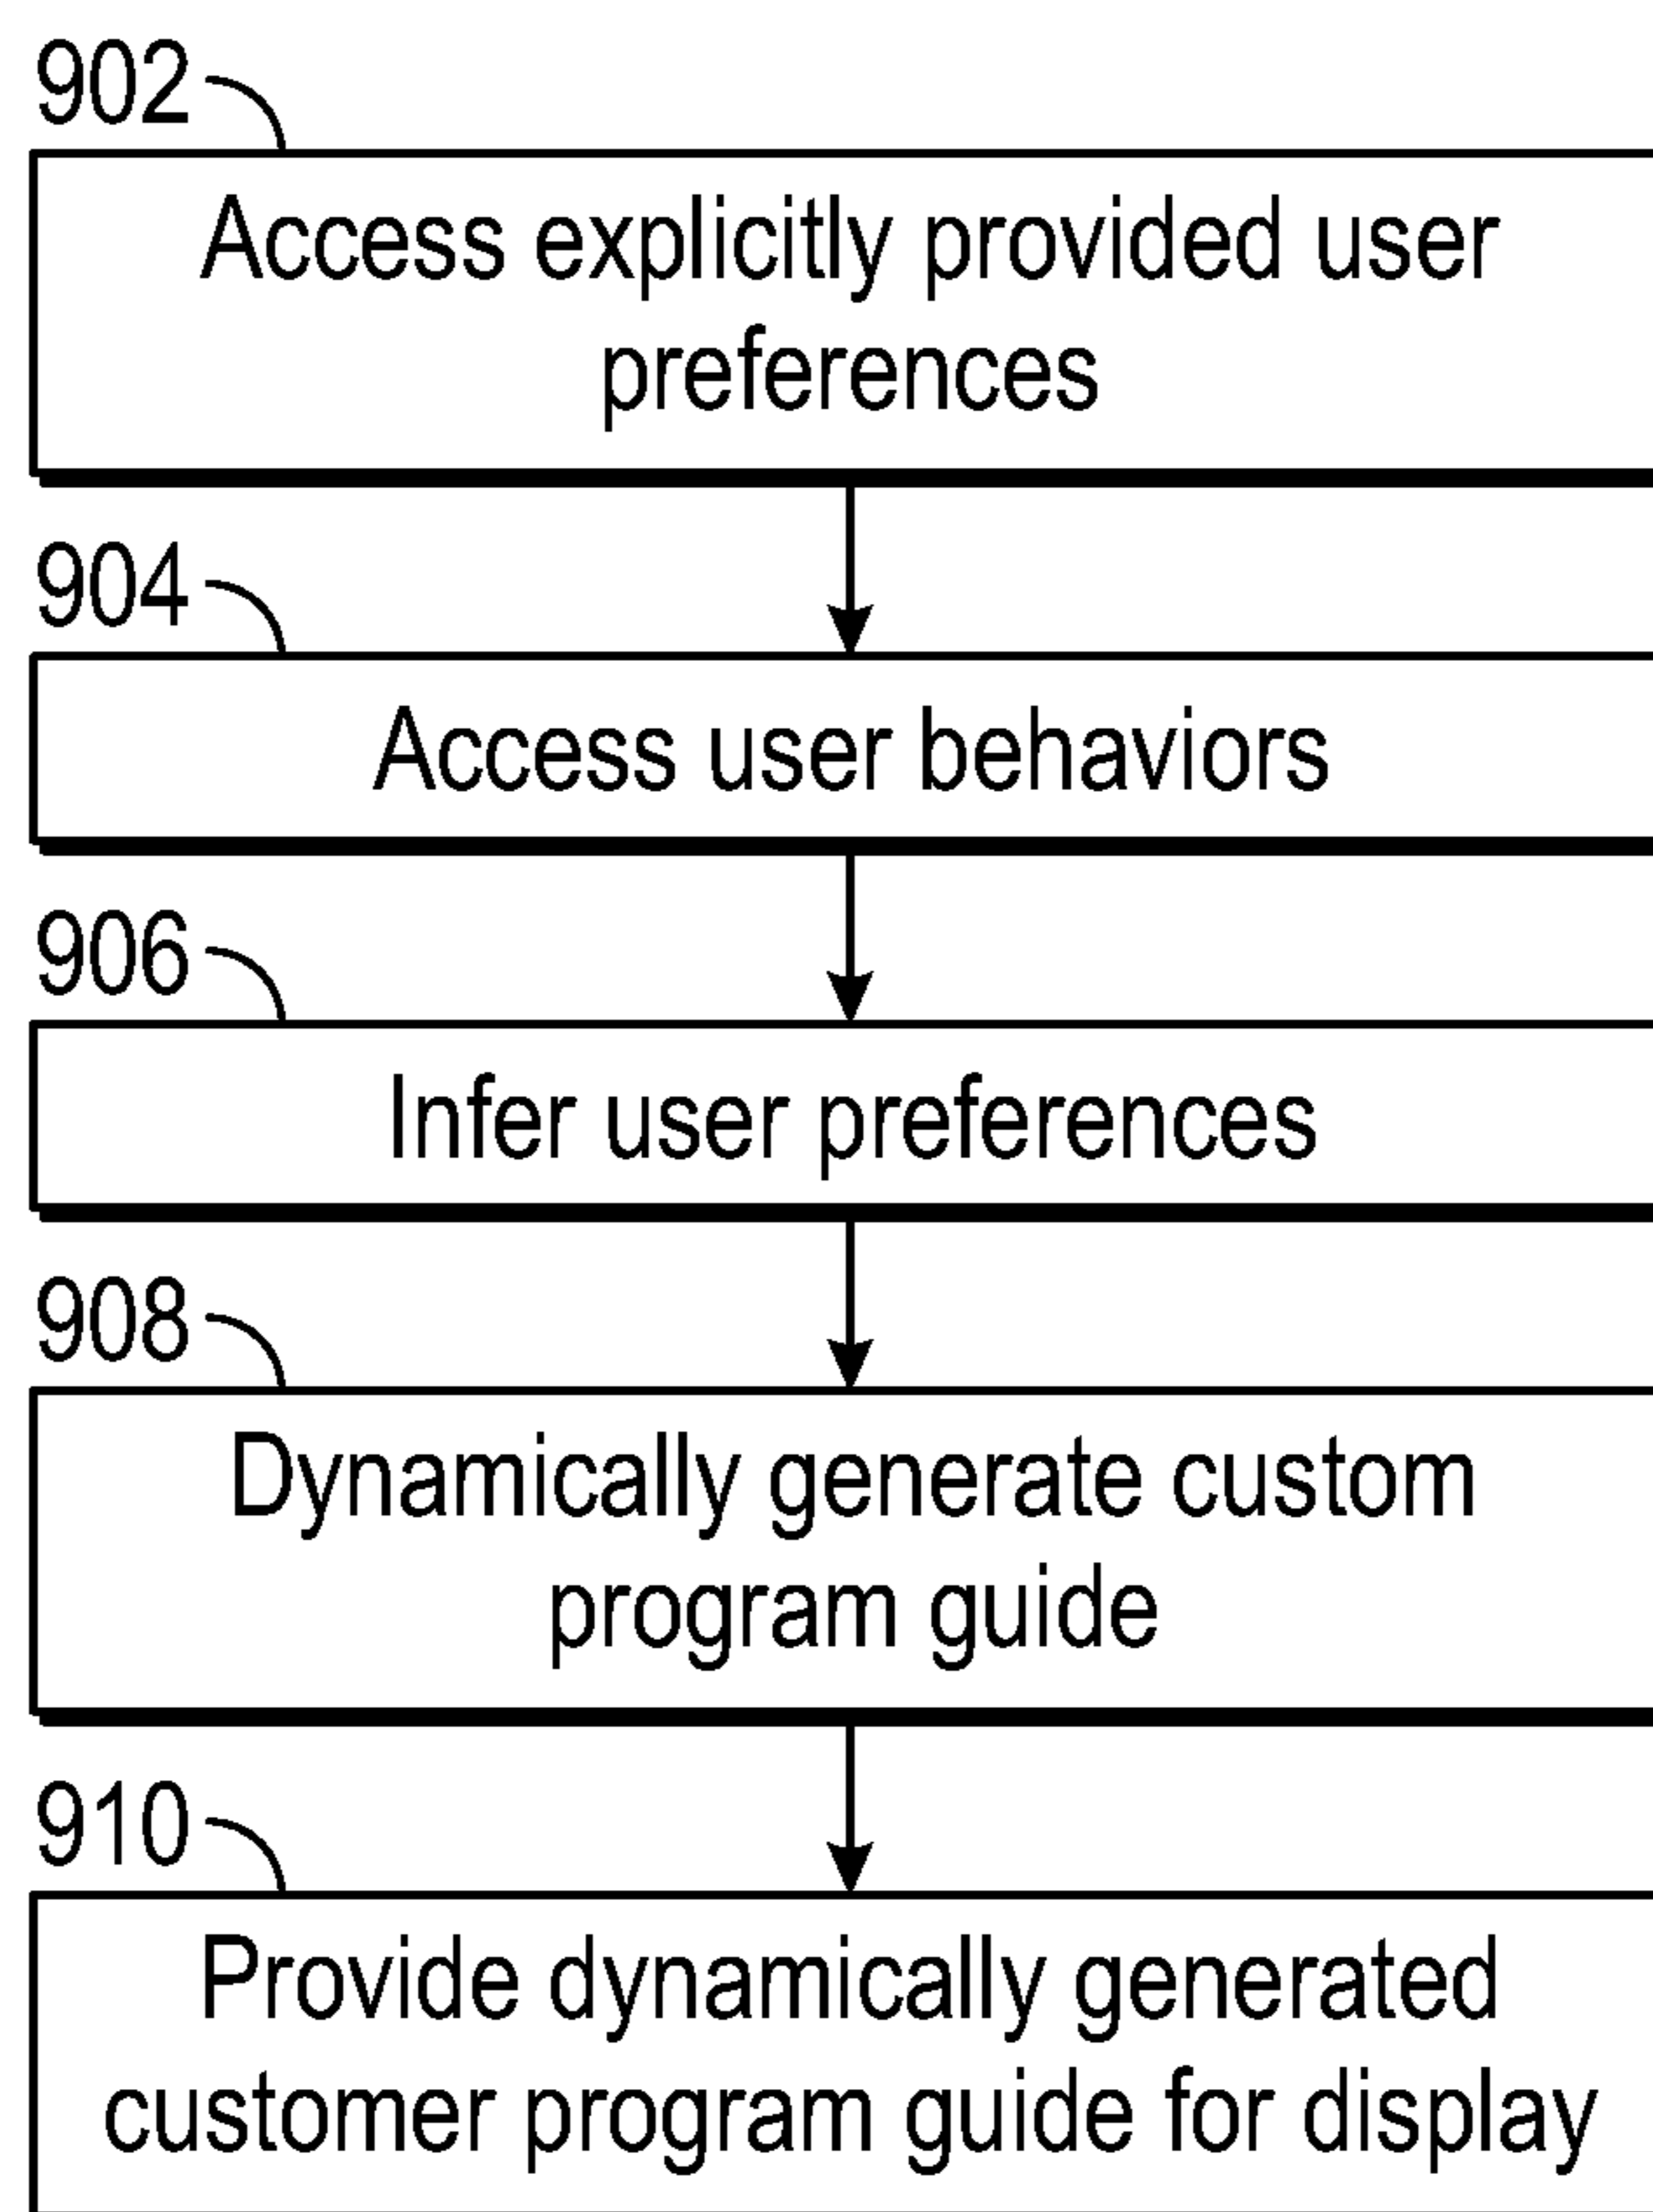 902
Access explicitly provided user
preferences
904
Access user behaviors
906
Infer user preferences
908
Dynamically generate custom
program guide
910
Provide dynamically generated
customer program guide for display